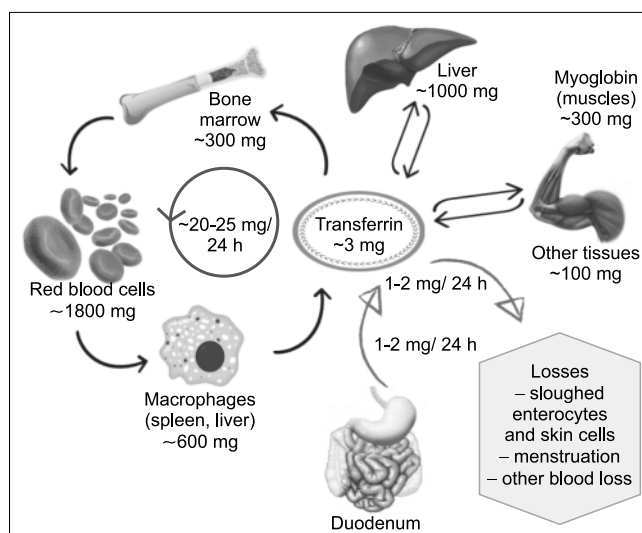 Bone
marrow
~300 mg
Liver
~1000 mg
Myoglobin
(muscles)
~300 mg
~20-25 mg/
24 h
Transferrin
~3 mg
Other tissues
~100 mg
Red blood cells
~1800 mg
1-2 mg/ 24 h
1-2 mg/ 24 h
Macrophages
(spleen, liver)
~600 mg
Duodenum
Losses
– sloughed
enterocytes
and skin cells
– menstruation
– other blood loss